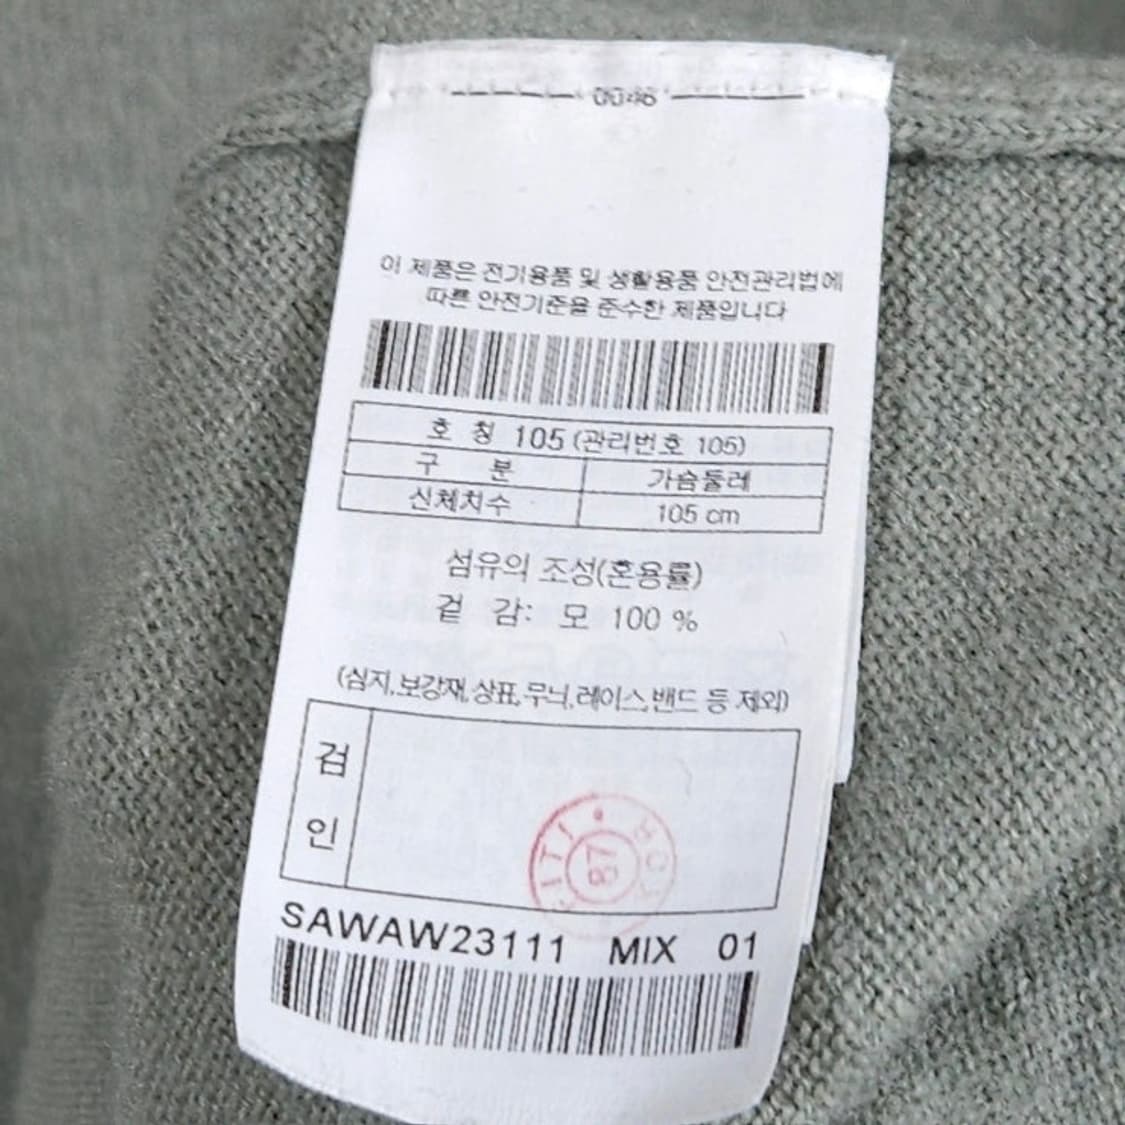 0046
이 제품은 전기용품 및 생활용품 안전관리법에
따른 안전기준을 준수한 제품입니다
호 칭 105 (관리번호 105)
구 분 가슴둘레
신체치수 105 cm
섬유의 조성(혼용률)
겉 감: 모 100 %
(심지,보강재,상표,무늬,레이스,밴드 등 제외)
검
인
87
SAWAW23111 MIX 01